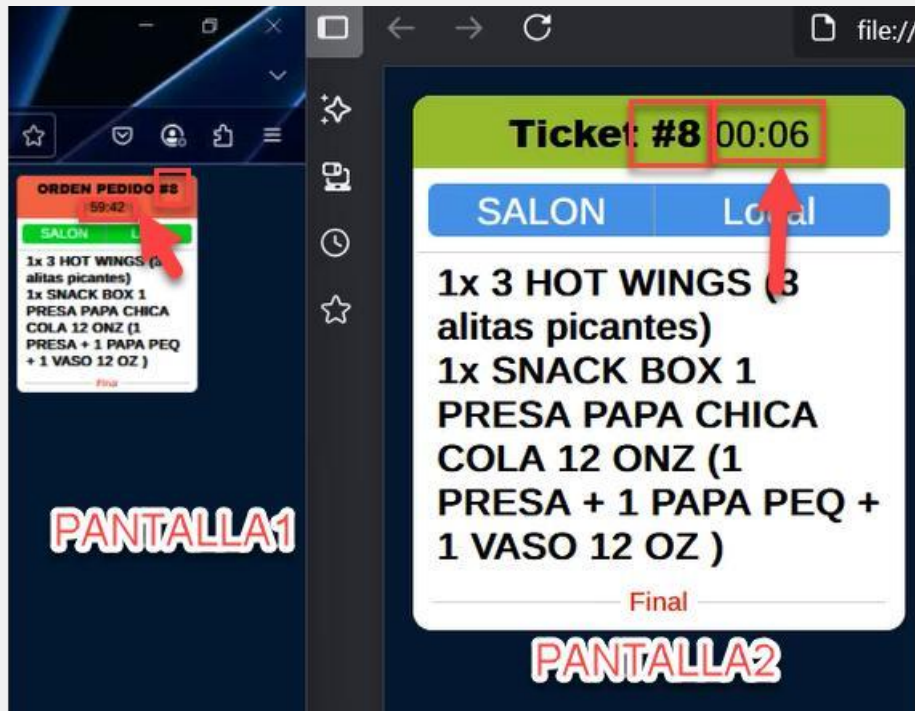 ORDEN PEDIDO #8
59:42
SALON
1x 3 HOT WINGS (3
alitas picantes)
1x SNACK BOX 1
PRESA PAPA CHICA
COLA 12 ONZ (1
PRESA + 1 PAPA PEQ
+ 1 VASO 12 OZ )
Final
PANTALLA1
file://
Ticket #8 00:06
SALON Local
1x 3 HOT WINGS (3
alitas picantes)
1x SNACK BOX 1
PRESA PAPA CHICA
COLA 12 ONZ (1
PRESA + 1 PAPA PEQ +
1 VASO 12 OZ )
Final
PANTALLA2